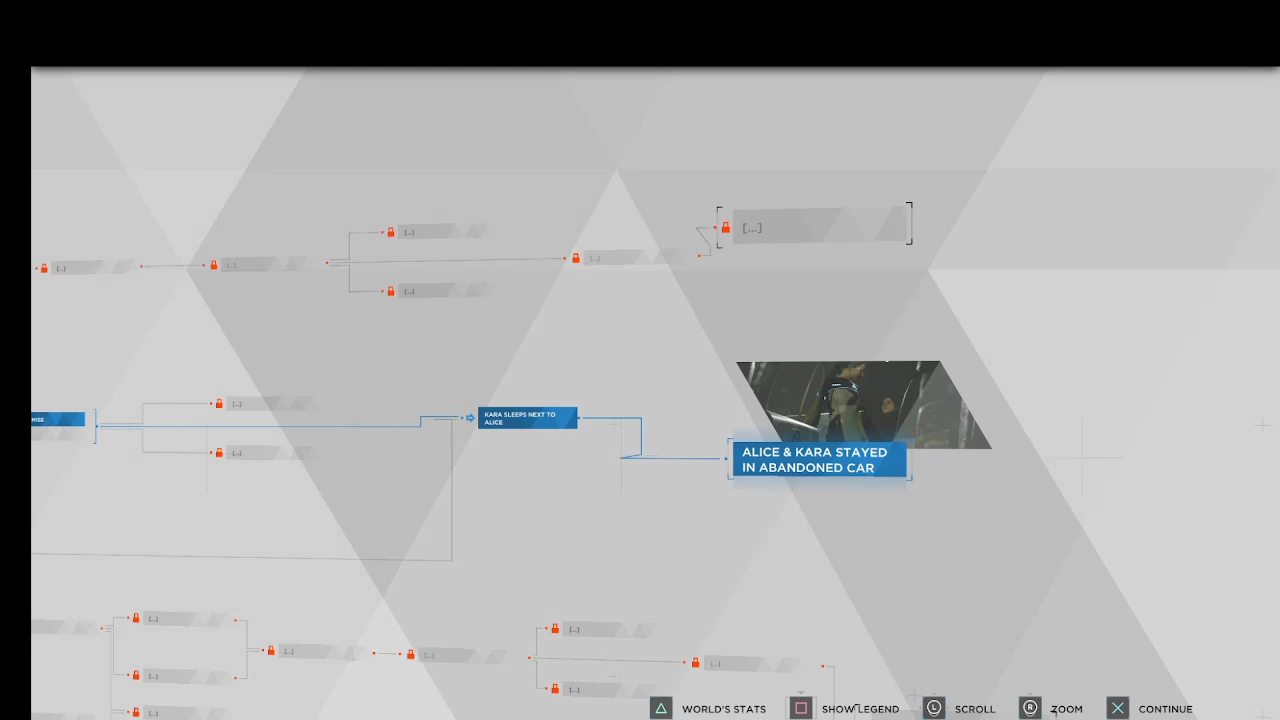 [...]
[...]
[...]
[...]
[...]
[...]
[...]
MISE
[...]
KARA SLEEPS NEXT TO
ALICE
ALICE & KARA STAYED
IN ABANDONED CAR
[...]
[...]
[...]
[...]
[...]
[...]
[...]
[...]
WORLD'S STATS
SHOW LEGEND
L
SCROLL
R
ZOOM
CONTINUE